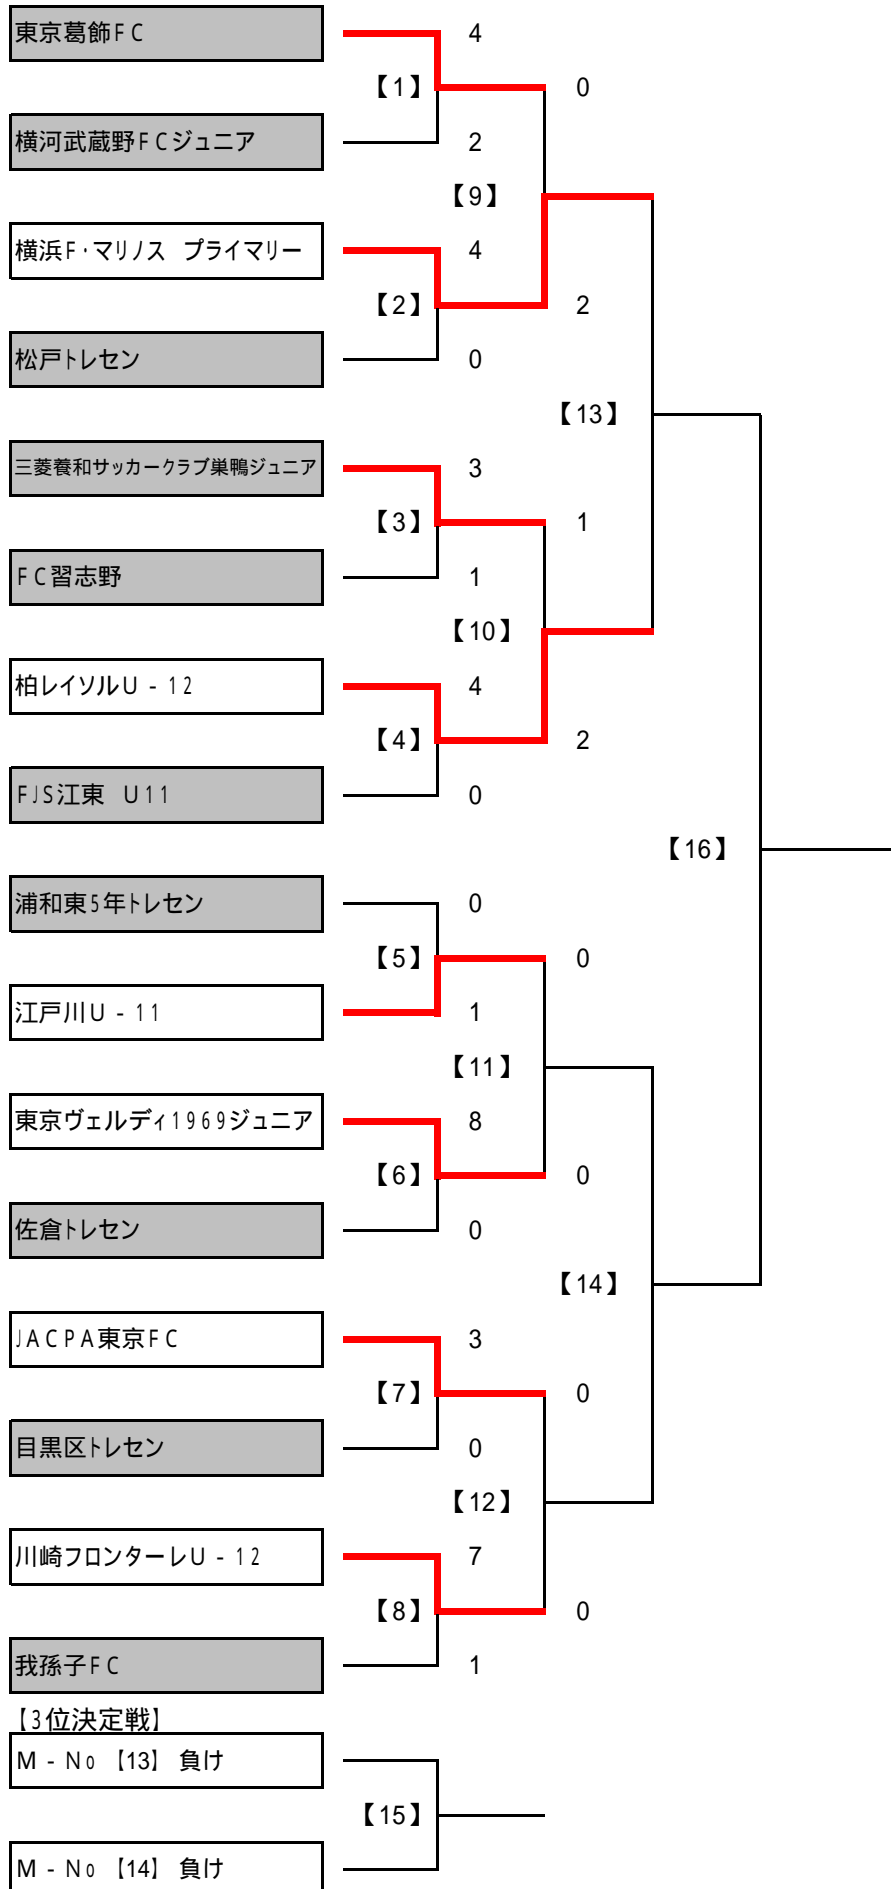 東京葛飾FC
4
【1】
0
横河武蔵野FCジュニア
2
【9】
横浜F・マリノス プライマリー
4
【2】
2
松戸トレセン
0
【13】
三菱養和サッカークラブ巣鴨ジュニア
3
【3】
1
FC習志野
1
【10】
柏レイソルU-12
4
【4】
2
FJS江東 U11
0
【16】
浦和東5年トレセン
0
【5】
0
江戸川U-11
1
【11】
東京ヴェルディ1969ジュニア
8
【6】
0
佐倉トレセン
0
【14】
JACPA東京FC
3
【7】
0
目黒区トレセン
0
【12】
川崎フロンターレU-12
7
【8】
0
我孫子FC
1
【3位決定戦】
M-No【13】負け
【15】
M-No【14】負け